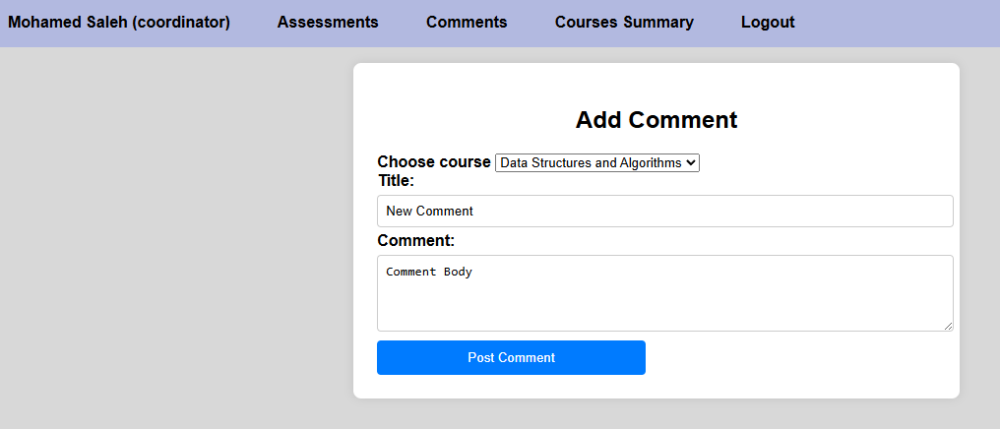 Mohamed Saleh (coordinator) Assessments Comments Courses Summary Logout
Add Comment
Choose course Data Structures and Algorithms
Title:
New Comment
Comment:
Comment Body
Post Comment